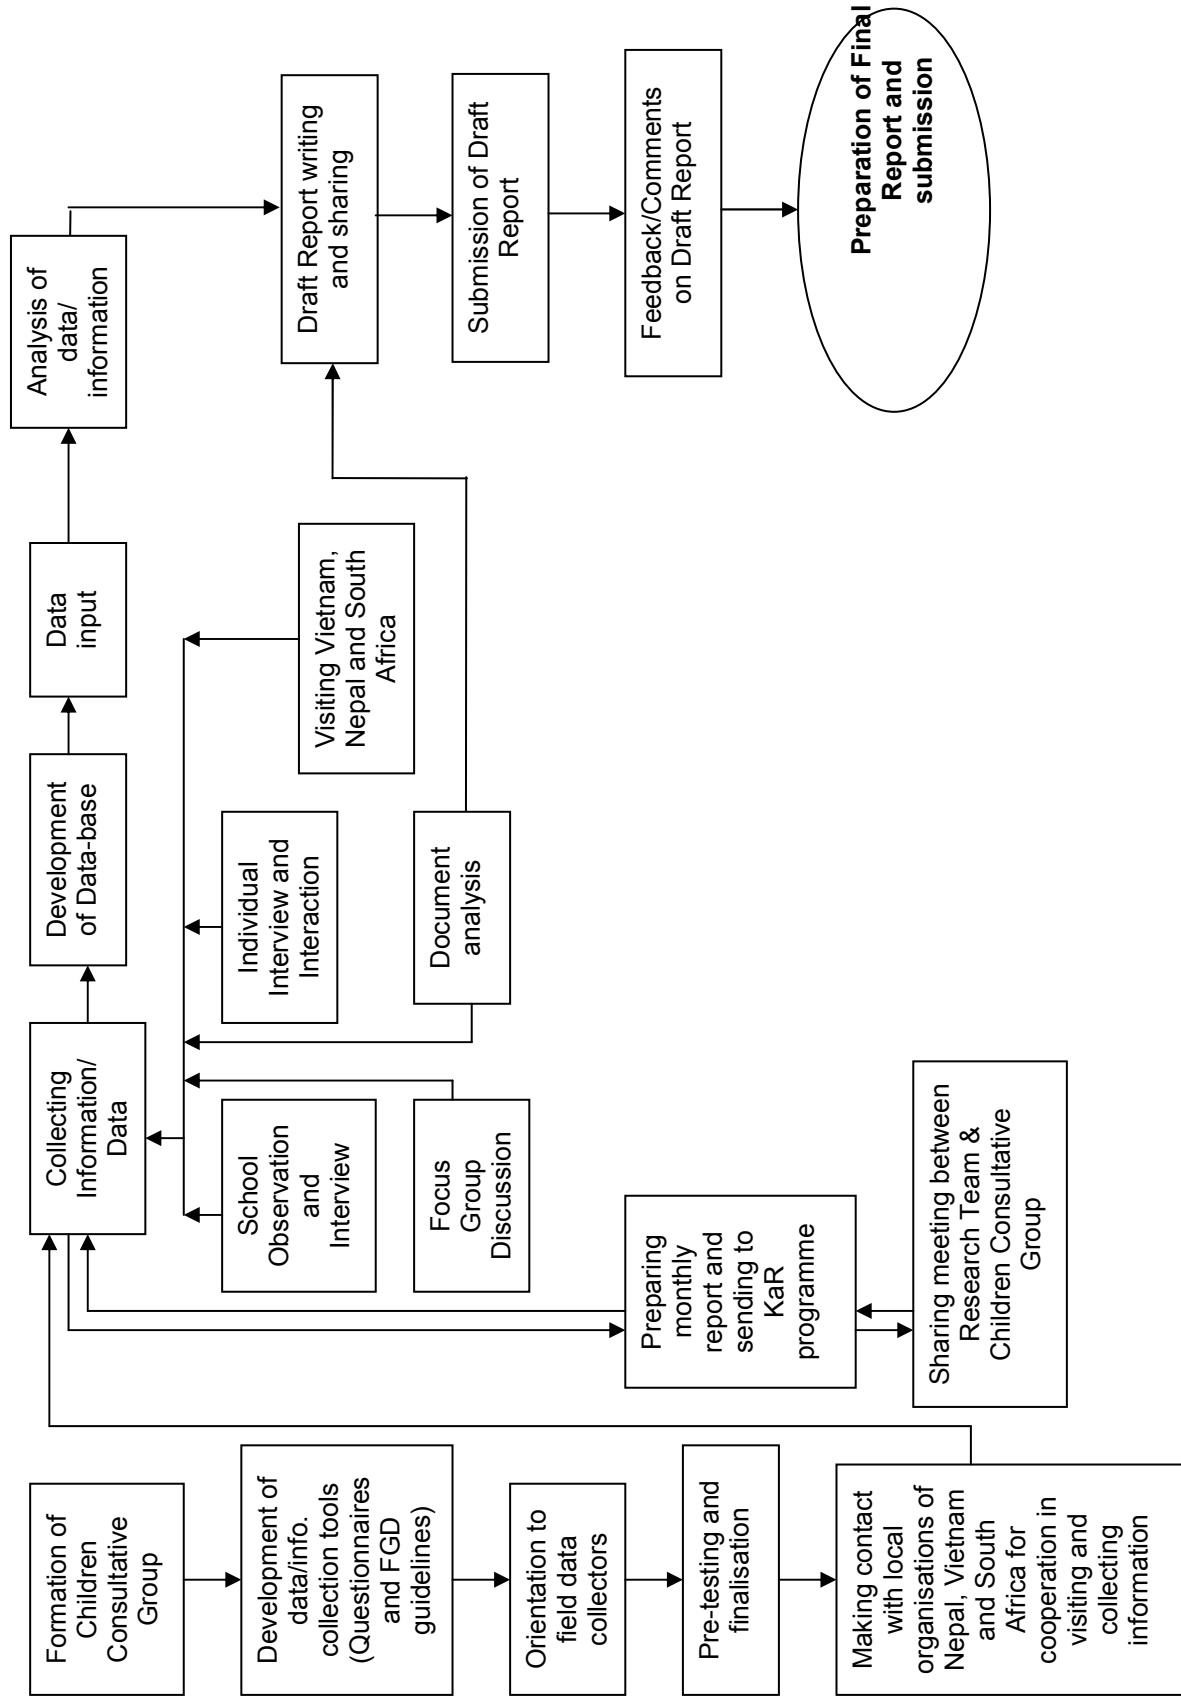 Formation of
Children
Consultative
Group
Development of
data/info.
collection tools
(Questionnaires
and FGD
guidelines)
Orientation to
field data
collectors
Pre-testing and
finalisation
Making contact
with local
organisations of
Nepal, Vietnam
and South
Africa for
cooperation in
visiting and
collecting
information
Collecting
Information/
Data
School
Observation
and
Interview
Focus
Group
Discussion
Preparing
monthly
report and
sending to
KaR
programme
Sharing meeting between
Research Team &
Children Consultative
Group
Development
of Data-base
Individual
Interview and
Interaction
Document
analysis
Data
input
Visiting Vietnam,
Nepal and South
Africa
Analysis of
data/
information
Draft Report writing
and sharing
Submission of Draft
Report
Feedback/Comments
on Draft Report
Preparation of Final
Report and
submission